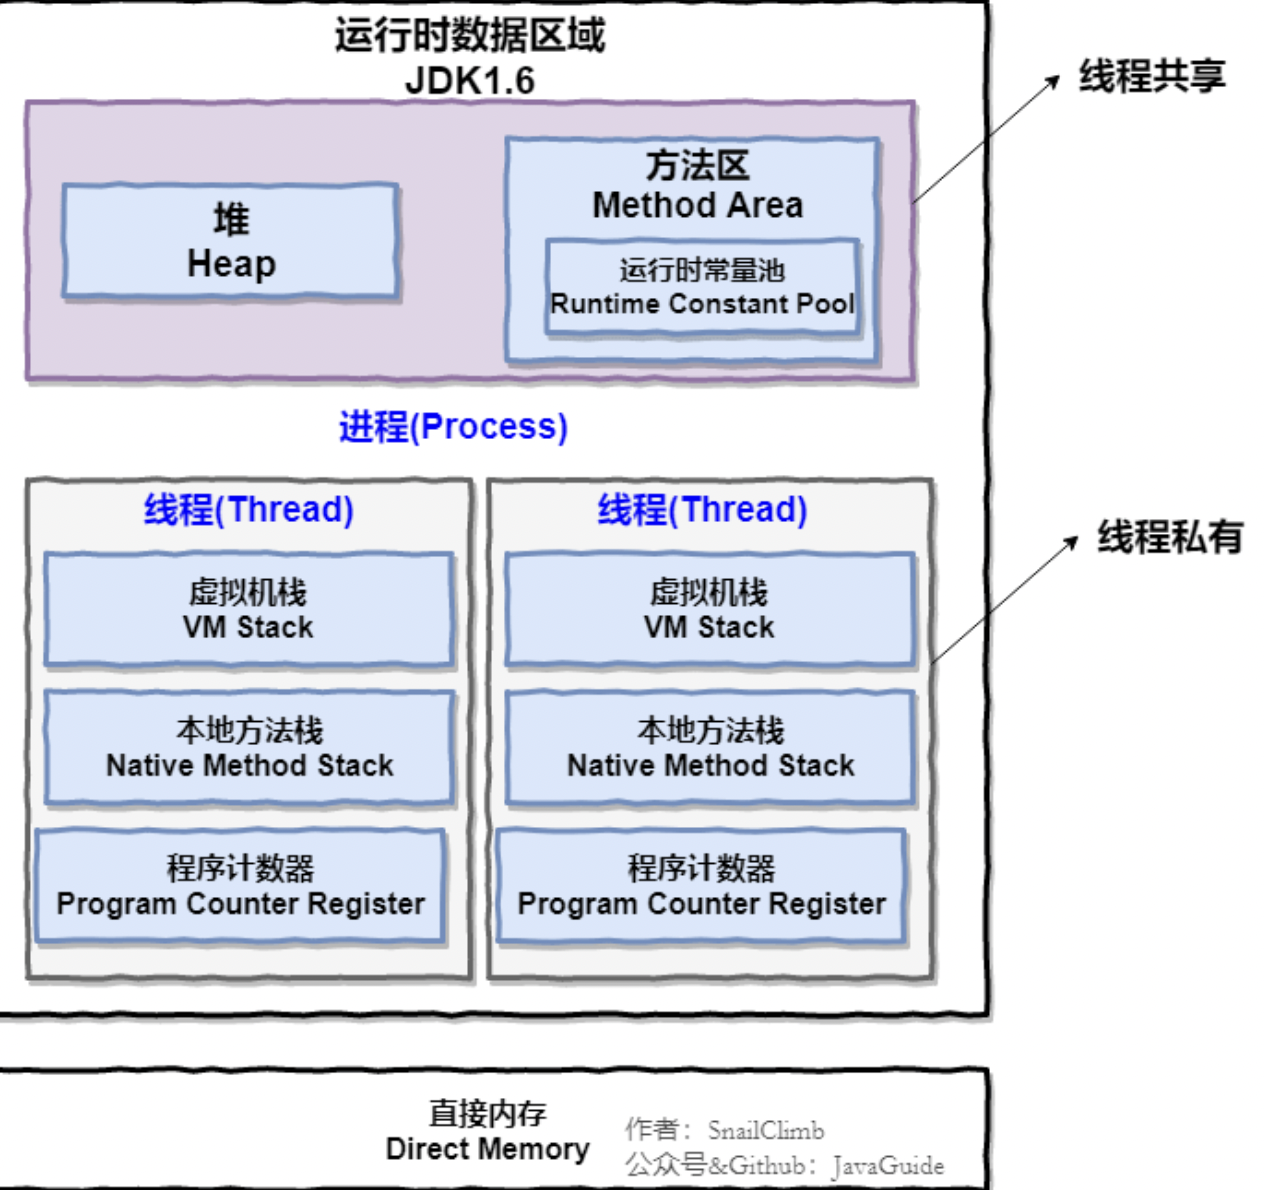 运行时数据区域
JDK1.6
线程共享
堆
Heap
方法区
Method Area
运行时常量池
Runtime Constant Pool
进程(Process)
线程(Thread)
虚拟机栈
VM Stack
本地方法栈
Native Method Stack
程序计数器
Program Counter Register
线程(Thread)
虚拟机栈
VM Stack
本地方法栈
Native Method Stack
程序计数器
Program Counter Register
线程私有
直接内存
Direct Memory
作者：SnailClimb
公众号&Github：JavaGuide